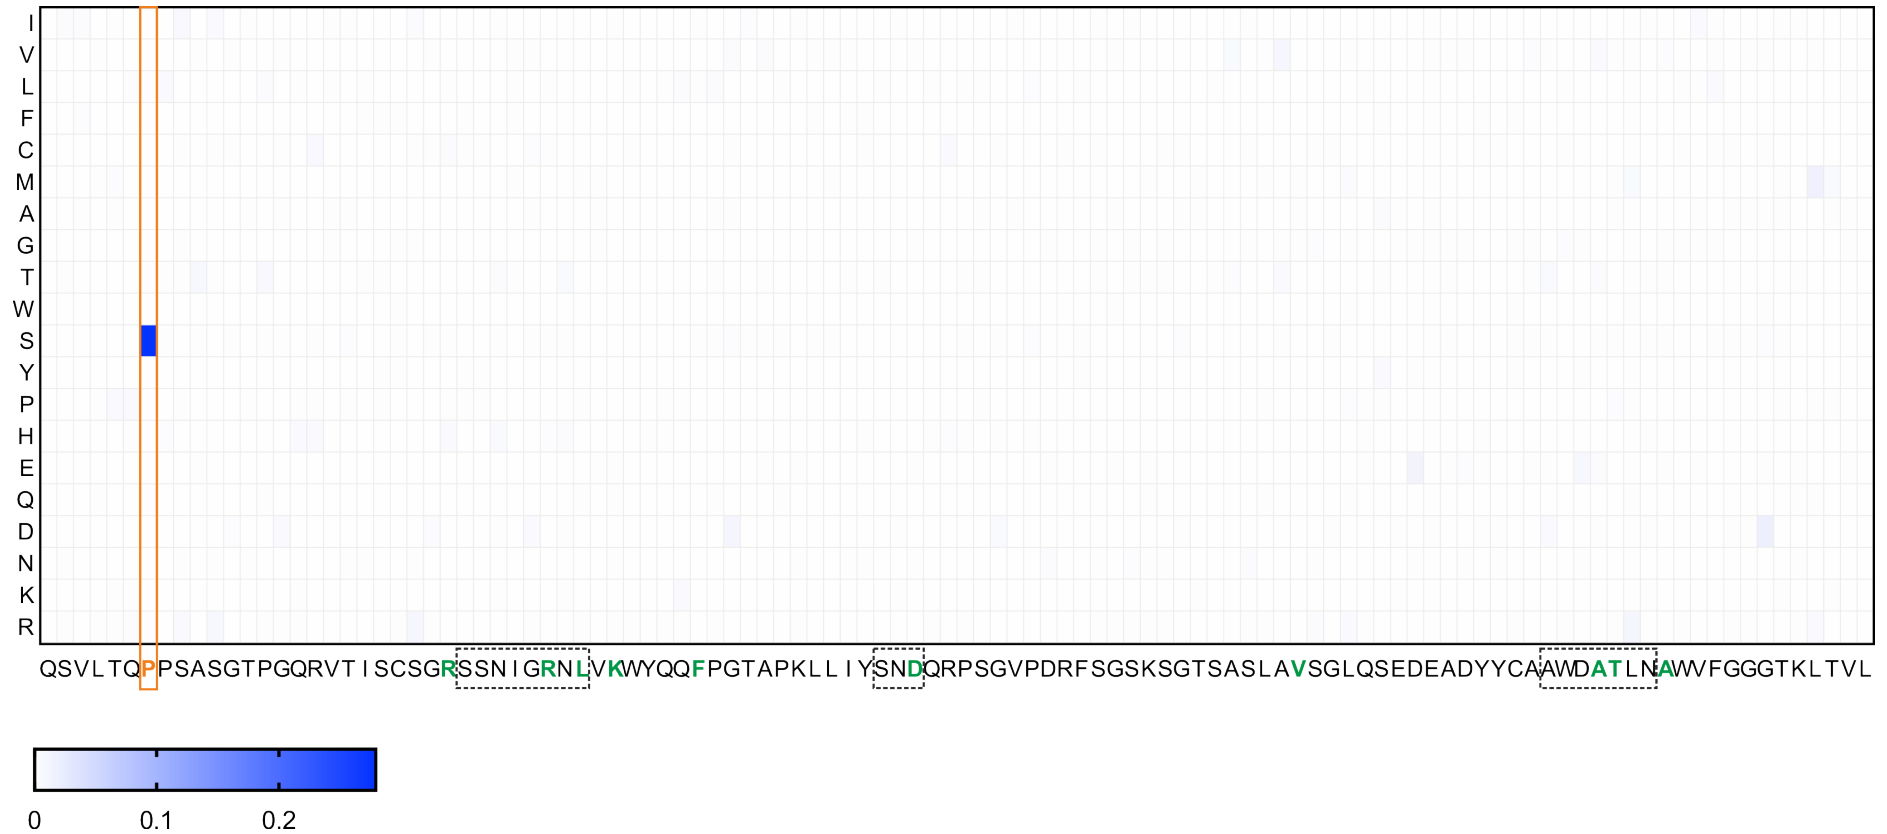 I
V
L
F
C
M
A
G
T
W
S
Y
P
H
E
Q
D
N
K
R
QSVLTQPPSASGTPGQRVTISCSGRSSNIGRNLVKWYQQFPGTAPKLLIYSNDQRPSGVPDRFSGSKSGTSASLAVSGLQSEDEADYYCAAWDATLNAWVFGGGTKLTVL
0 0.1 0.2